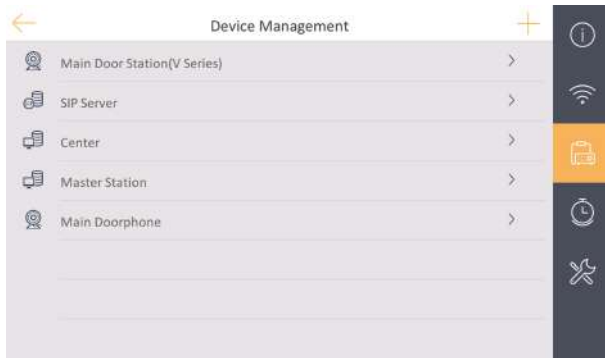 Device Management
Main Door Station(V Series)
SIP Server
Center
Master Station
Main Doorphone